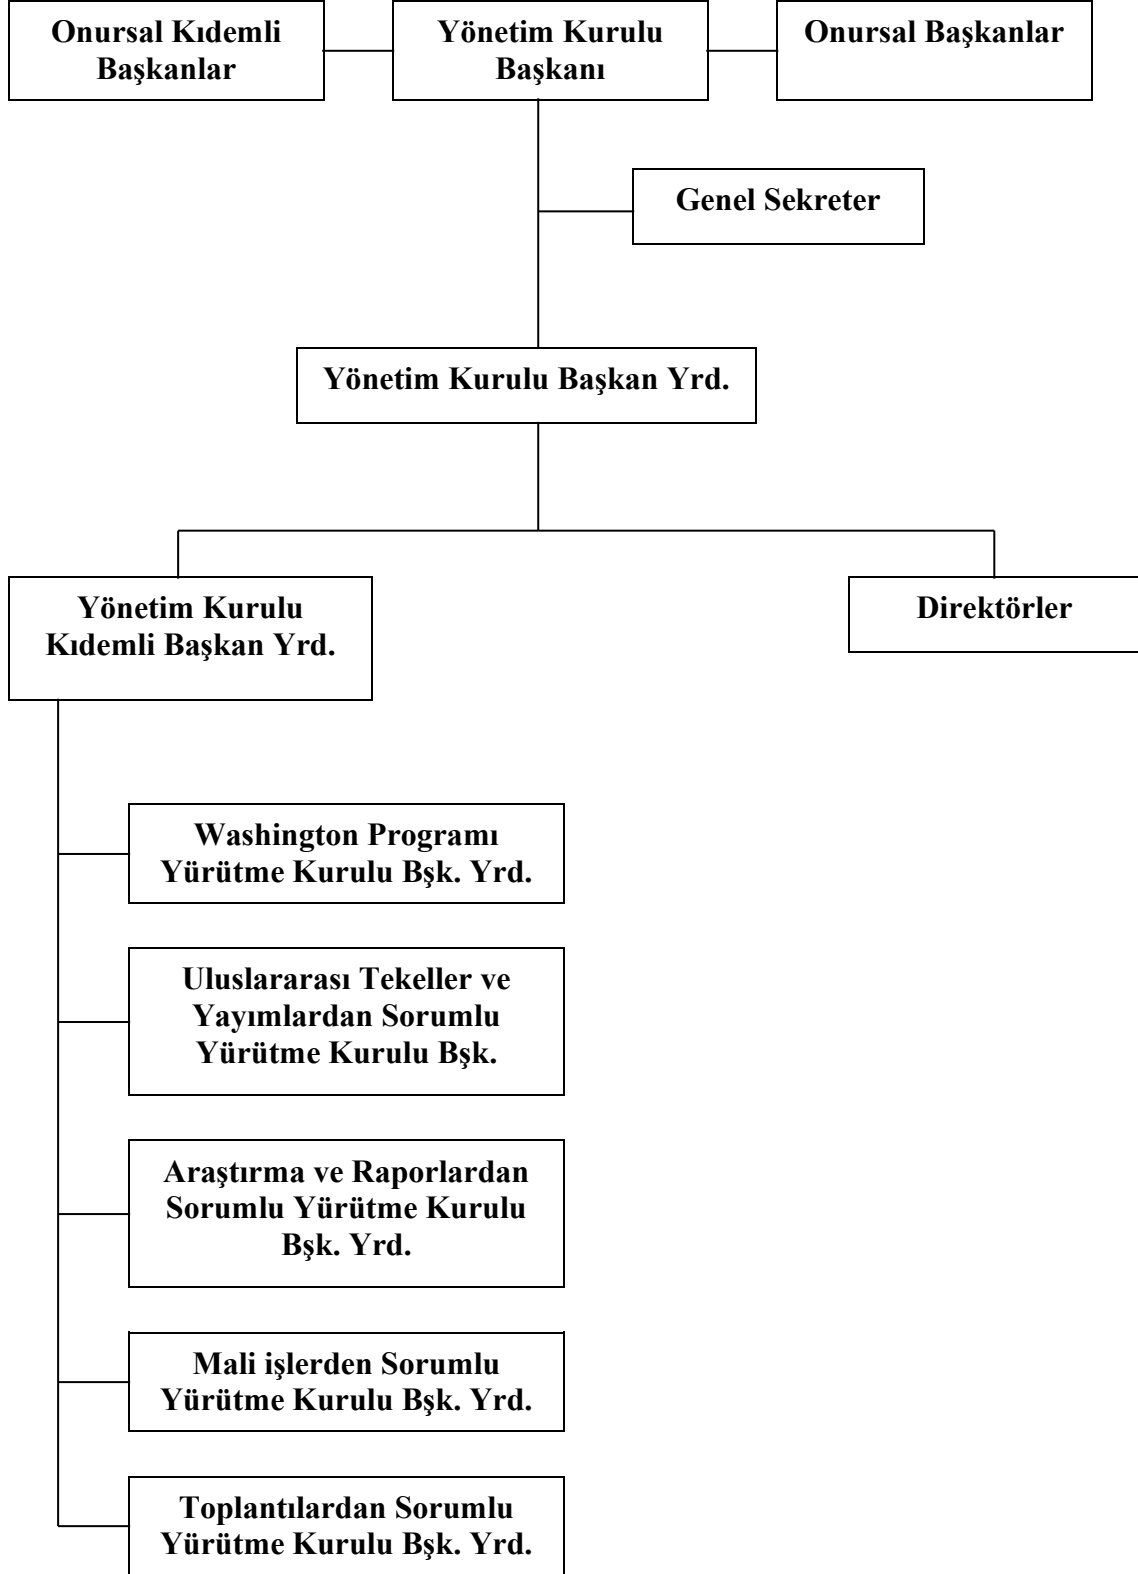 Onursal Kıdemli
Başkanlar
Yönetim Kurulu
Başkanı
Onursal Başkanlar
Genel Sekreter
Yönetim Kurulu Başkan Yrd.
Yönetim Kurulu
Kıdemli Başkan Yrd.
Direktörler
Washington Programı
Yürütme Kurulu Bşk. Yrd.
Uluslararası Tekeller ve
Yayımlardan Sorumlu
Yürütme Kurulu Bşk.
Araştırma ve Raporlardan
Sorumlu Yürütme Kurulu
Bşk. Yrd.
Mali işlerden Sorumlu
Yürütme Kurulu Bşk. Yrd.
Toplantılardan Sorumlu
Yürütme Kurulu Bşk. Yrd.